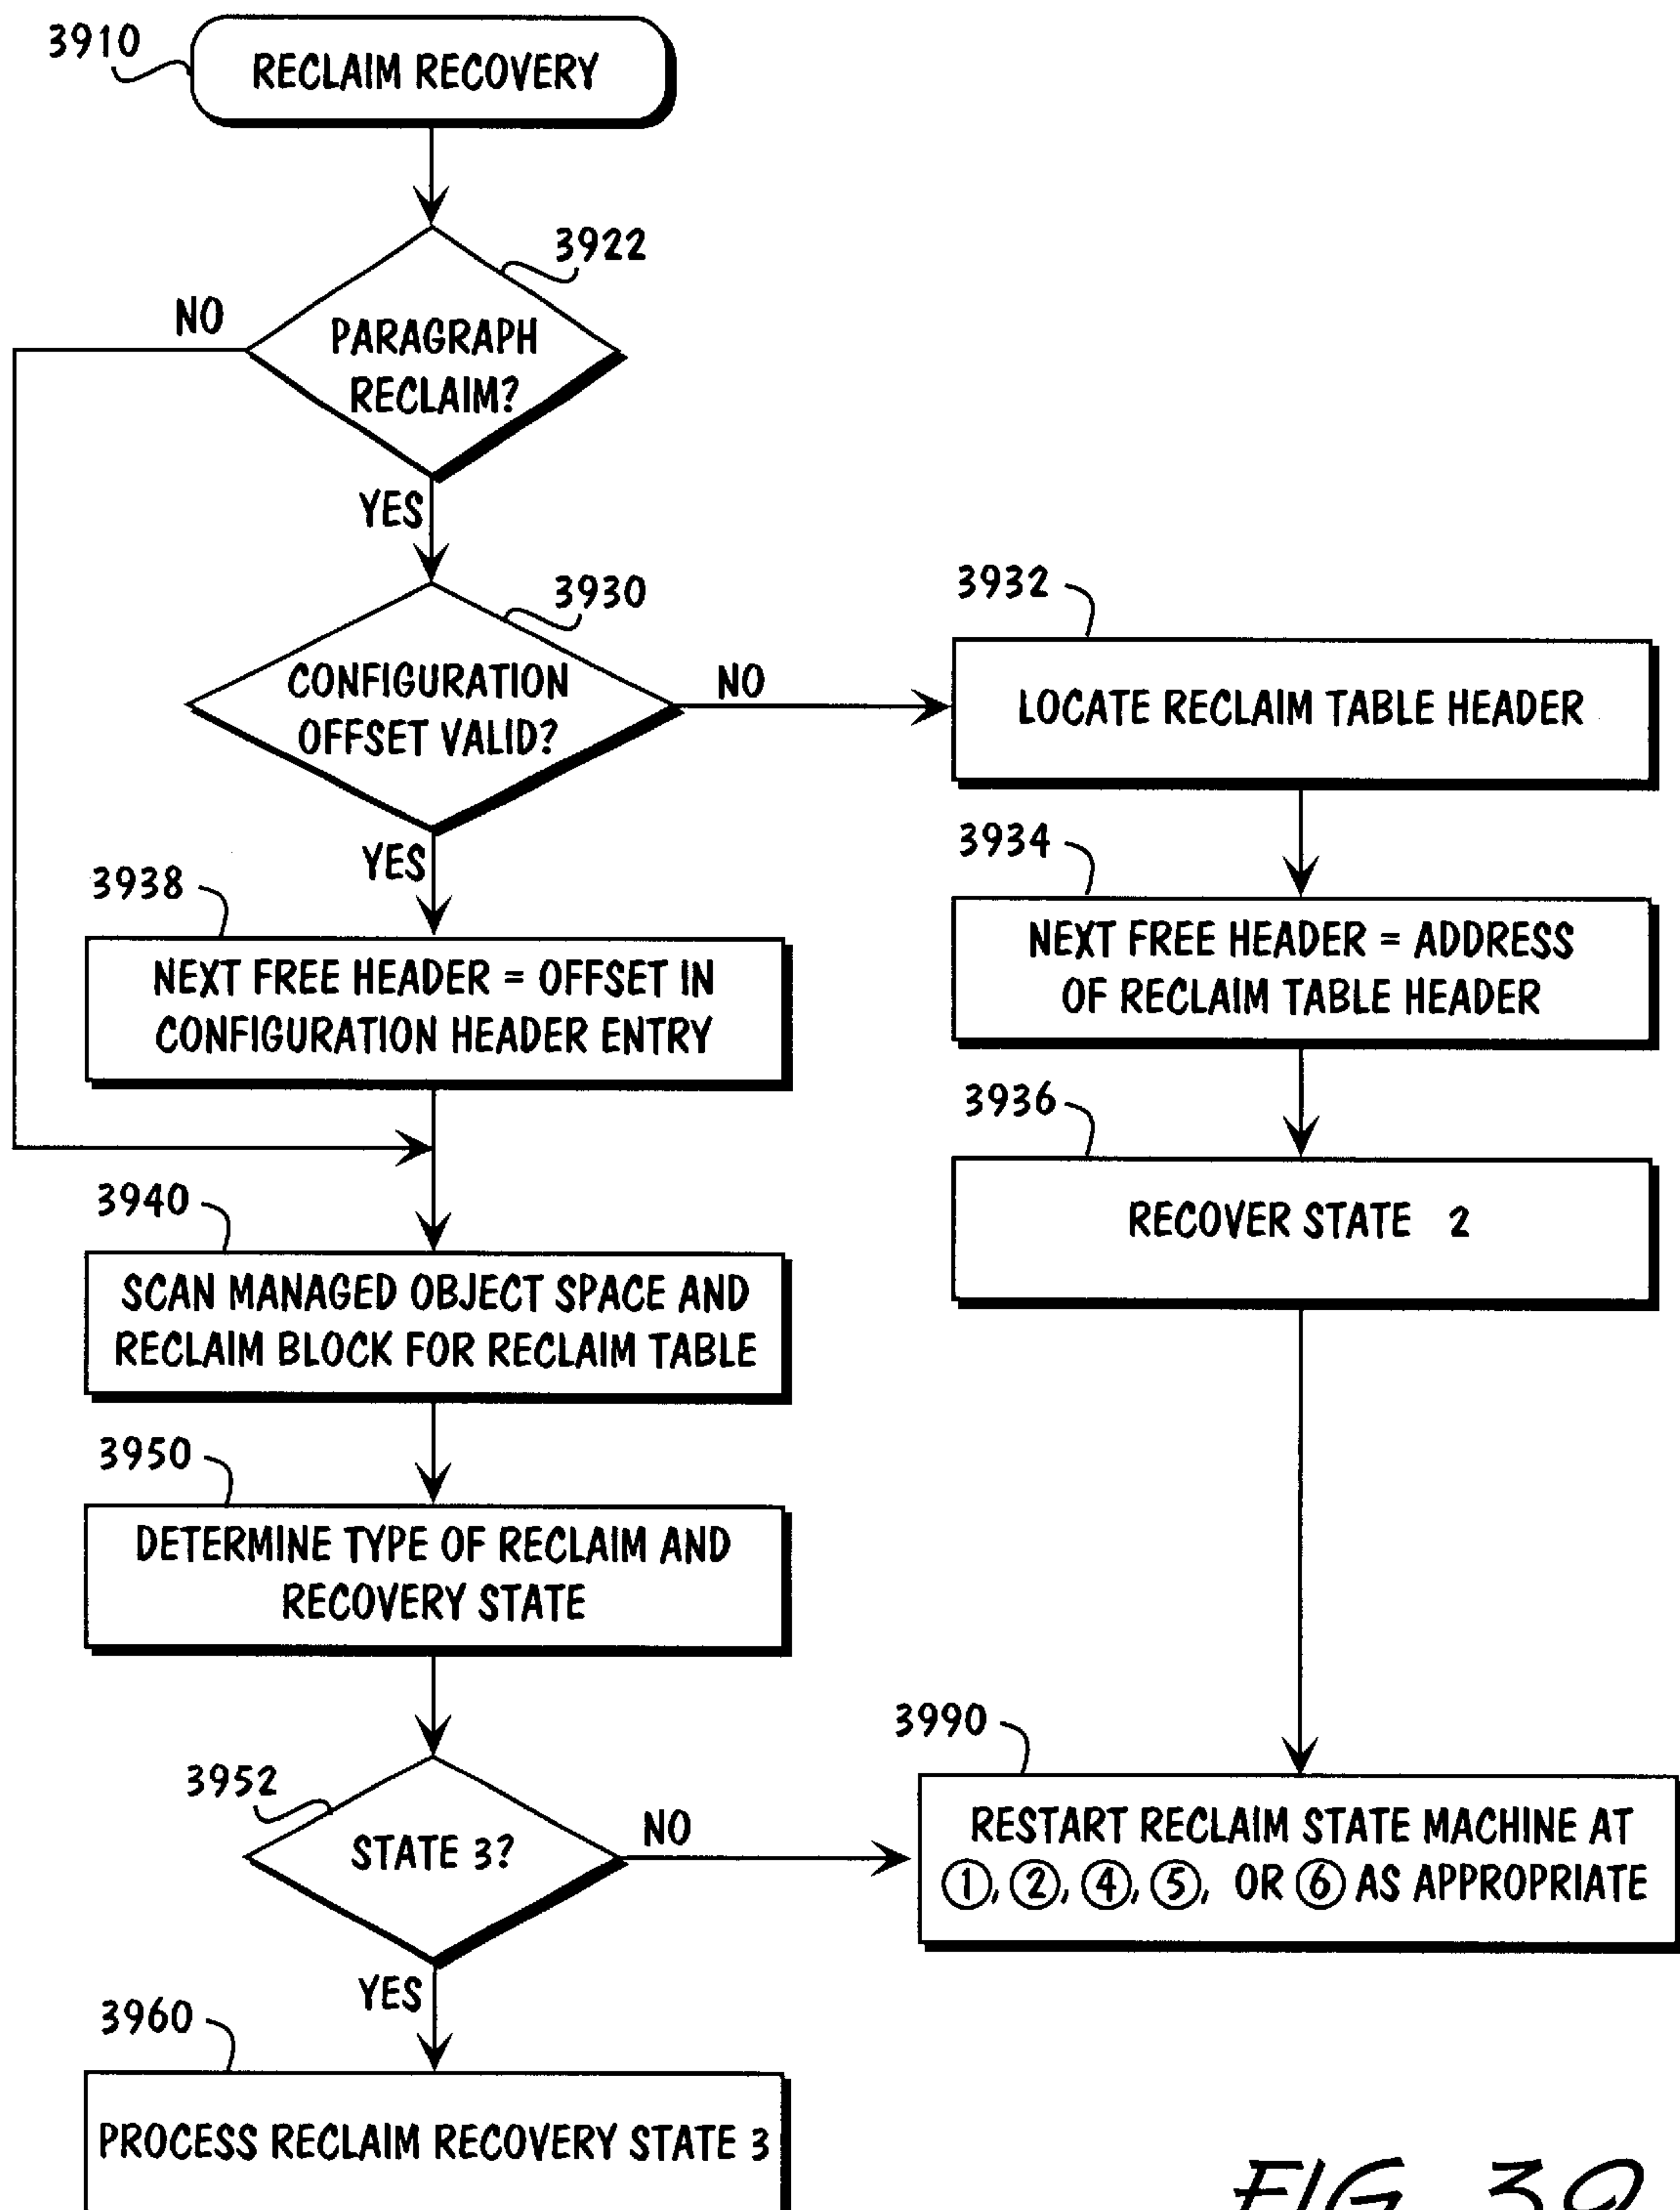 3910
RECLAIM RECOVERY
3922
NO
PARAGRAPH
RECLAIM?
YES
3930
CONFIGURATION
OFFSET VALID?
NO
3932
LOCATE RECLAIM TABLE HEADER
YES
3934
NEXT FREE HEADER = ADDRESS
OF RECLAIM TABLE HEADER
3938
NEXT FREE HEADER = OFFSET IN
CONFIGURATION HEADER ENTRY
3936
RECOVER STATE 2
3940
SCAN MANAGED OBJECT SPACE AND
RECLAIM BLOCK FOR RECLAIM TABLE
3950
DETERMINE TYPE OF RECLAIM AND
RECOVERY STATE
3952
STATE 3?
NO
3990
RESTART RECLAIM STATE MACHINE AT
①, ②, ④, ⑤, OR ⑥ AS APPROPRIATE
YES
3960
PROCESS RECLAIM RECOVERY STATE 3
FIG 39